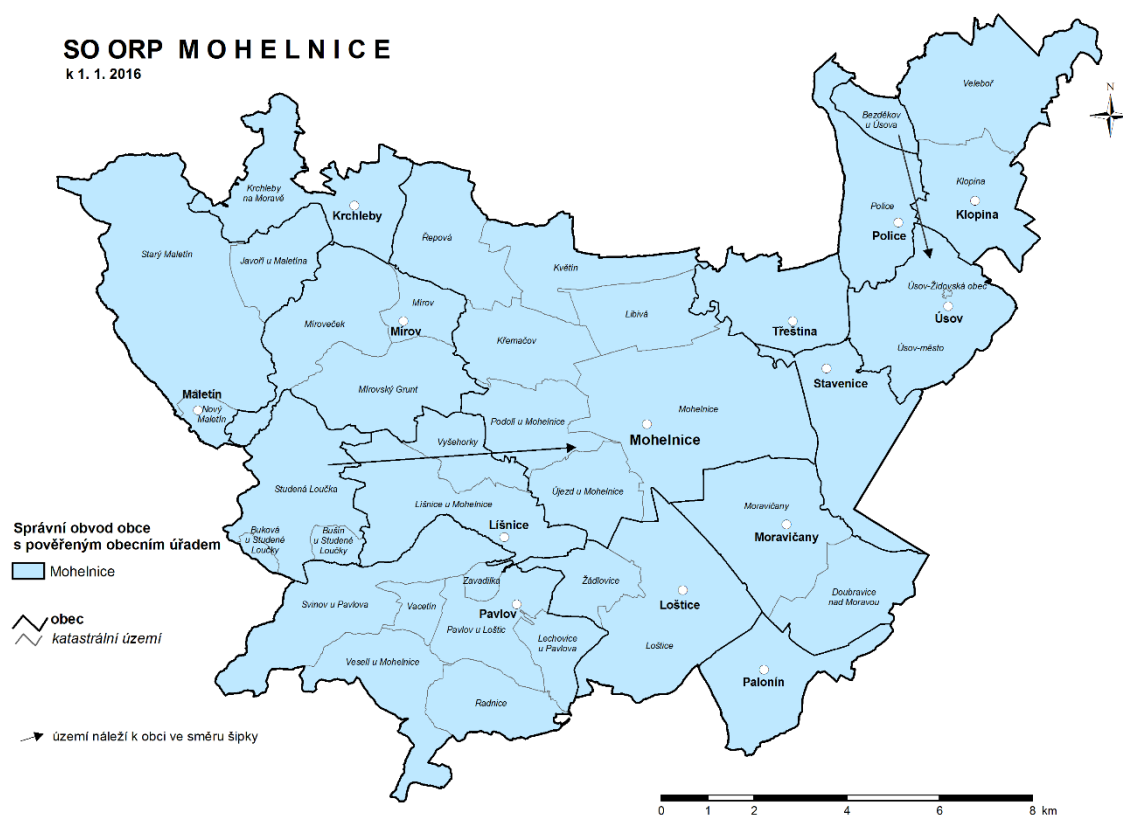 SO ORP MOHELNICE
k 1. 1. 2016
N
Veleboř
Bezděkov
u Úsova
Klopina
Klopina
Police
Police
Krchleby
na Moravě
Krchleby
Řepová
Starý Maletín
Javoří u Maletína
Květín
Mírov
Mírov
Míroveček
Libivá
Křemačov
Třeština
Úsov-Židovská obec
Úsov
Úsov-město
Stavenice
Mírovský Grunt
Maletín
Nový
Maletín
Podolí u Mohelnice
Mohelnice
Mohelnice
Vyšehorky
Studená Loučka
Líšnice u Mohelnice
Újezd u Mohelnice
Moravičany
Moravičany
Líšnice
Buková
u Studené
Loučky
Bušín
u Studené
Loučky
Doubravice
nad Moravou
Zavadilka
Žádlovice
Loštice
Loštice
Svinov u Pavlova
Vacetín
Pavlov
Pavlov u Loštic
Lechovice
u Pavlova
Veselí u Mohelnice
Radnice
Palonín
Správní obvod obce
s pověřeným obecním úřadem
Mohelnice
obec
katastrální území
území náleží k obci ve směru šipky
0 1 2 4 6 8 km